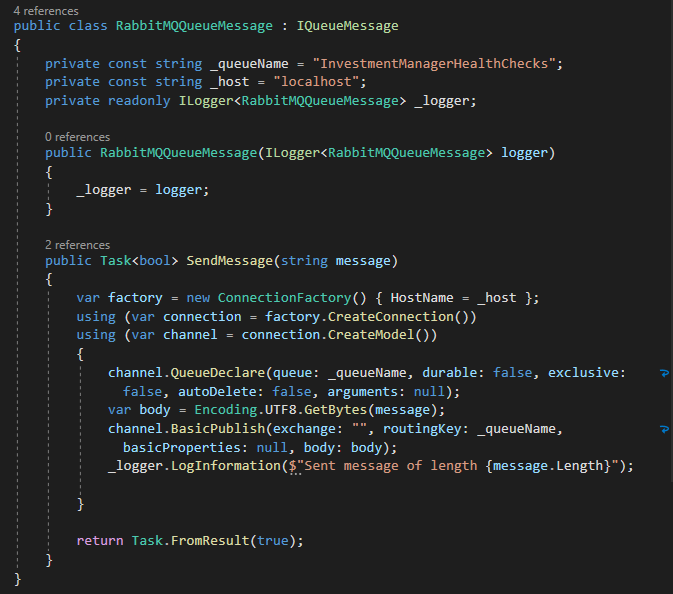 4 references
public class RabbitMQQueueMessage : IQueueMessage
{
private const string _queueName = "InvestmentManagerHealthChecks";
private const string _host = "localhost";
private readonly ILogger<RabbitMQQueueMessage> _logger;
0 references
public RabbitMQQueueMessage(ILogger<RabbitMQQueueMessage> logger)
{
_logger = logger;
}
2 references
public Task<bool> SendMessage(string message)
{
var factory = new ConnectionFactory() { HostName = _host };
using (var connection = factory.CreateConnection())
using (var channel = connection.CreateModel())
{
channel.QueueDeclare(queue: _queueName, durable: false, exclusive:
false, autoDelete: false, arguments: null);
var body = Encoding.UTF8.GetBytes(message);
channel.BasicPublish(exchange: "", routingKey: _queueName,
basicProperties: null, body: body);
_logger.LogInformation($"Sent message of length {message.Length}");
}
return Task.FromResult(true);
}
}